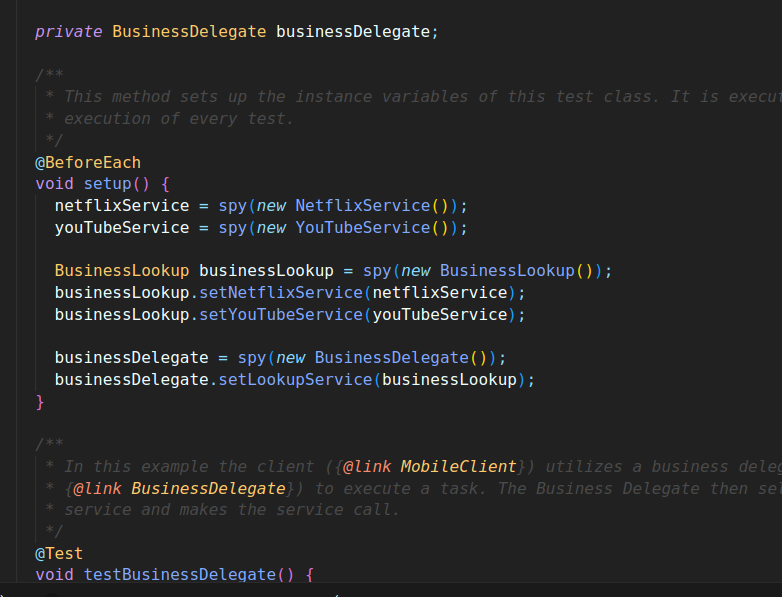 private BusinessDelegate businessDelegate;
/**
* This method sets up the instance variables of this test class. It is
* execution of every test.
*/
@BeforeEach
void setup() {
netflixService = spy(new NetflixService());
youTubeService = spy(new YouTubeService());
BusinessLookup businessLookup = spy(new BusinessLookup());
businessLookup.setNetflixService(netflixService);
businessLookup.setYouTubeService(youTubeService);
businessDelegate = spy(new BusinessDelegate());
businessDelegate.setLookupService(businessLookup);
}
/**
* In this example the client ({@link MobileClient}) utilizes a business
* {@link BusinessDelegate}) to execute a task. The Business Delegate then
* service and makes the service call.
*/
@Test
void testBusinessDelegate() {